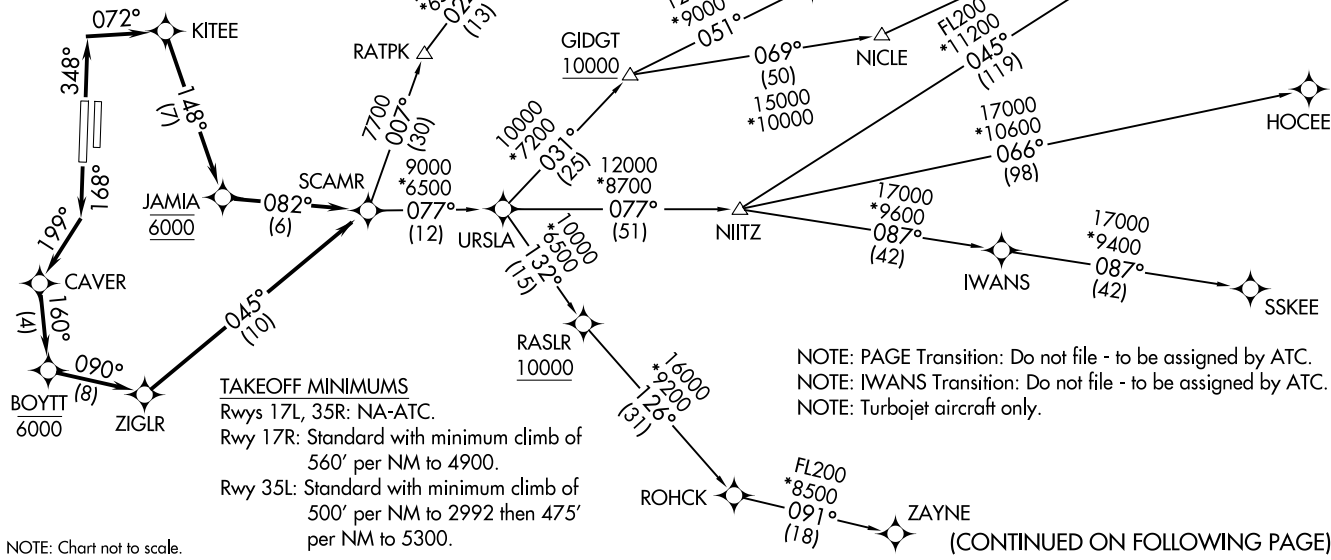 072°
KITEE
348°
148°
(7)
168°
199°
CAVER
160°
(4)
BOYTT
6000
090°
(8)
ZIGLR
045°
(10)
JAMIA
6000
082°
(6)
SCAMR
RATPK
(13)
7700
007°
(30)
9000
*6500
077°
(12)
URSLA
10000
*7200
031°
(25)
GIDGT
10000
*9000
051°
069°
(50)
15000
*10000
NICLE
12000
*8700
077°
(51)
NIITZ
FL200
*11200
045°
(119)
17000
*10600
066°
(98)
HOCEE
17000
*9600
087°
(42)
IWANS
17000
*9400
087°
(42)
SSKEE
10000
*6500
132°
(15)
RASLR
10000
16000
*9200
126°
(31)
ROHCK
FL200
*8500
091°
(18)
ZAYNE
TAKEOFF MINIMUMS
Rwys 17L, 35R: NA-ATC.
Rwy 17R: Standard with minimum climb of
560' per NM to 4900.
Rwy 35L: Standard with minimum climb of
500' per NM to 2992 then 475'
per NM to 5300.
NOTE: PAGE Transition: Do not file - to be assigned by ATC.
NOTE: IWANS Transition: Do not file - to be assigned by ATC.
NOTE: Turbojet aircraft only.
NOTE: Chart not to scale.
(CONTINUED ON FOLLOWING PAGE)